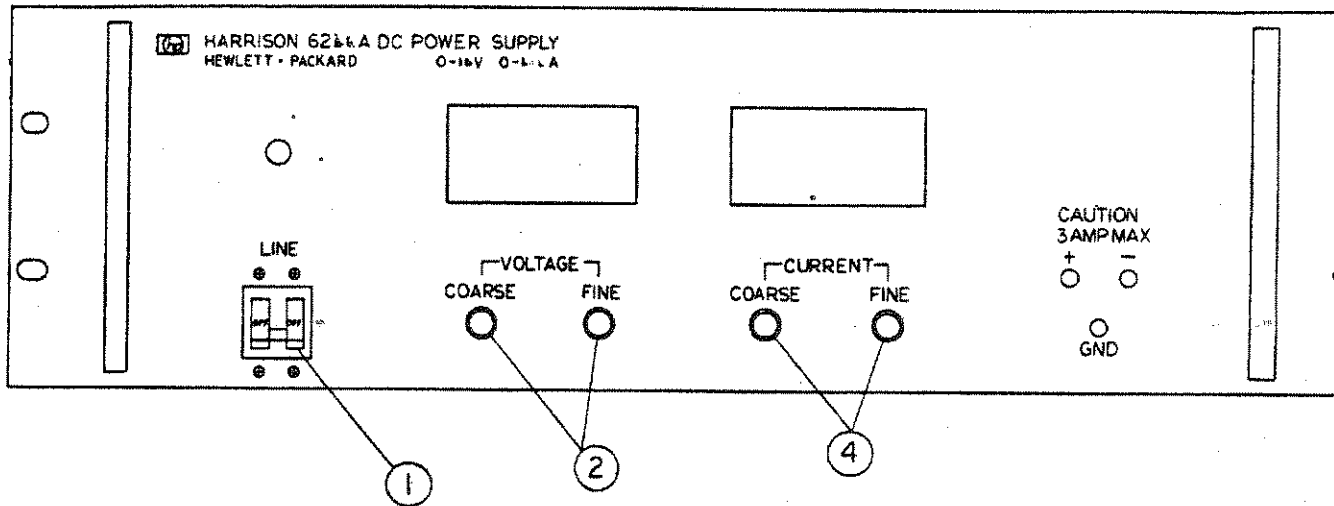 hp HARRISON DC POWER SUPPLY
HEWLETT - PACKARD
LINE
OFF OFF
VOLTAGE
COARSE FINE
CURRENT
COARSE FINE
CAUTION
3 AMP MAX
+ -
GND
1
2
4